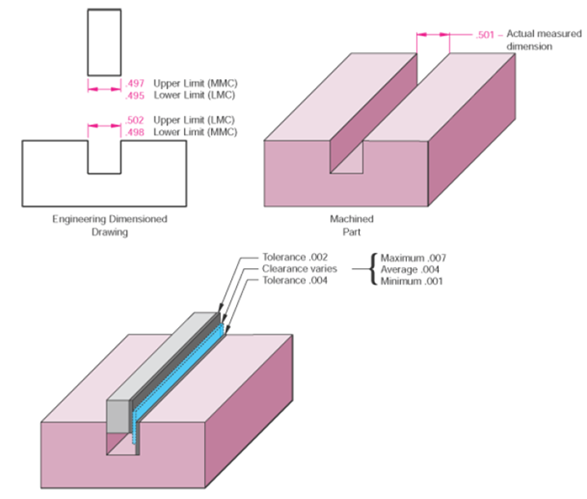 .501 – Actual measured
dimension
.497 Upper Limit (MMC)
.495 Lower Limit (LMC)
.502 Upper Limit (LMC)
.498 Lower Limit (MMC)
Engineering Dimensioned
Drawing
Machined
Part
Tolerance .002
Clearance varies
Tolerance .004
Maximum .007
Average .004
Minimum .001